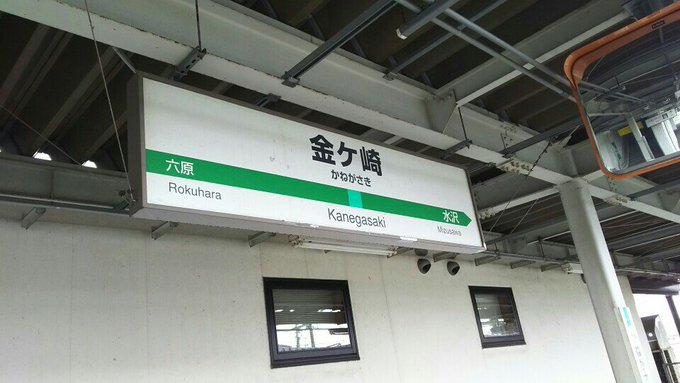 金ケ崎
かねがさき
六原
Rokuhara
Kanegasaki
水沢
Mizusawa